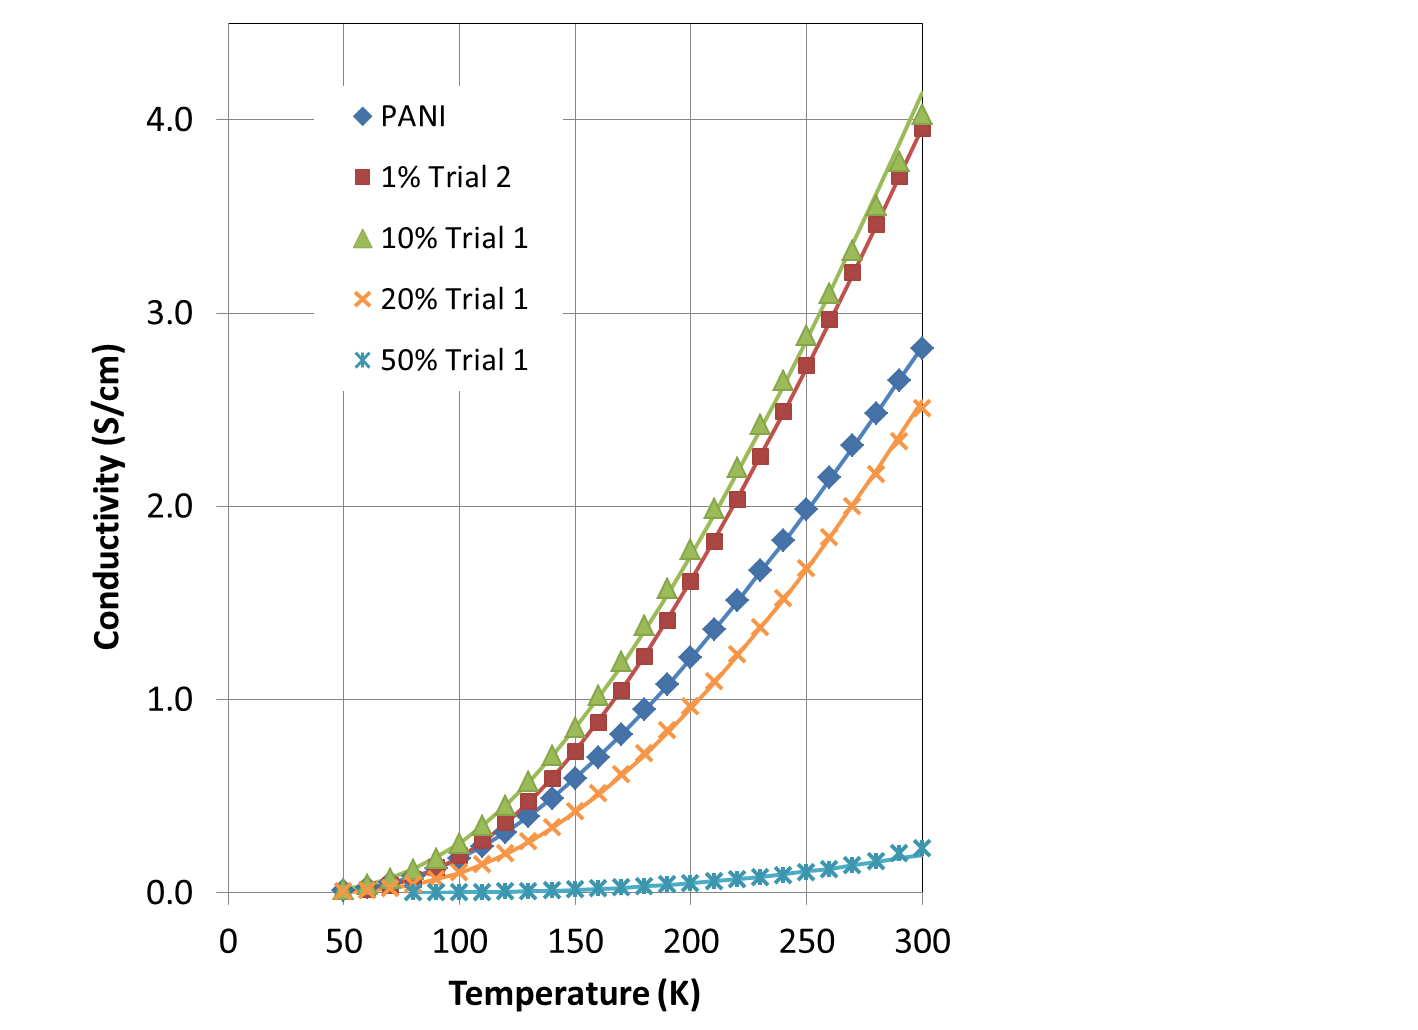 4.0
3.0
2.0
1.0
0.0
Conductivity (S/cm)
PANI
1% Trial 2
10% Trial 1
20% Trial 1
50% Trial 1
0 50 100 150 200 250 300
Temperature (K)